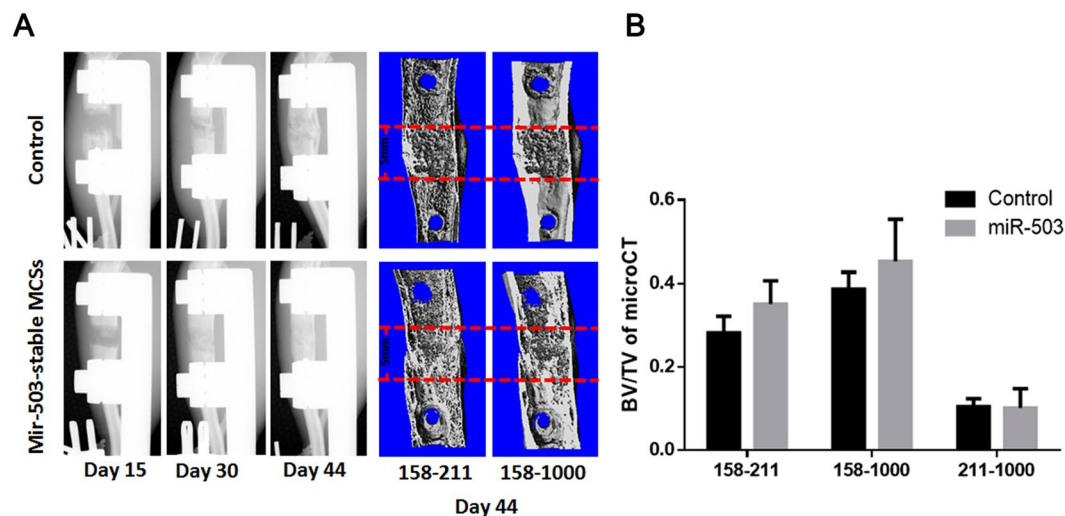 A
B
Control
Mir-503-stable MCSs
5mm
5mm
Day 15
Day 30
Day 44
158-211
158-1000
Day 44
BV/TV of microCT
0.6
0.4
0.2
0.0
Control
miR-503
158-211
158-1000
211-1000